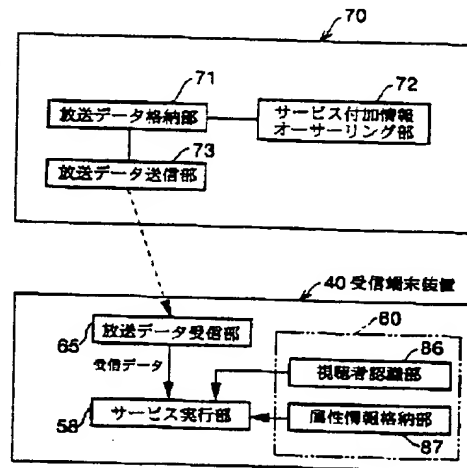 70
71
放送データ格納部
72
サービス付加情報
オーサリング部
73
放送データ送信部
40 受信端末装置
65
放送データ受信部
受信データ
80
86
視聴者認識部
58
サービス実行部
属性情報格納部
87